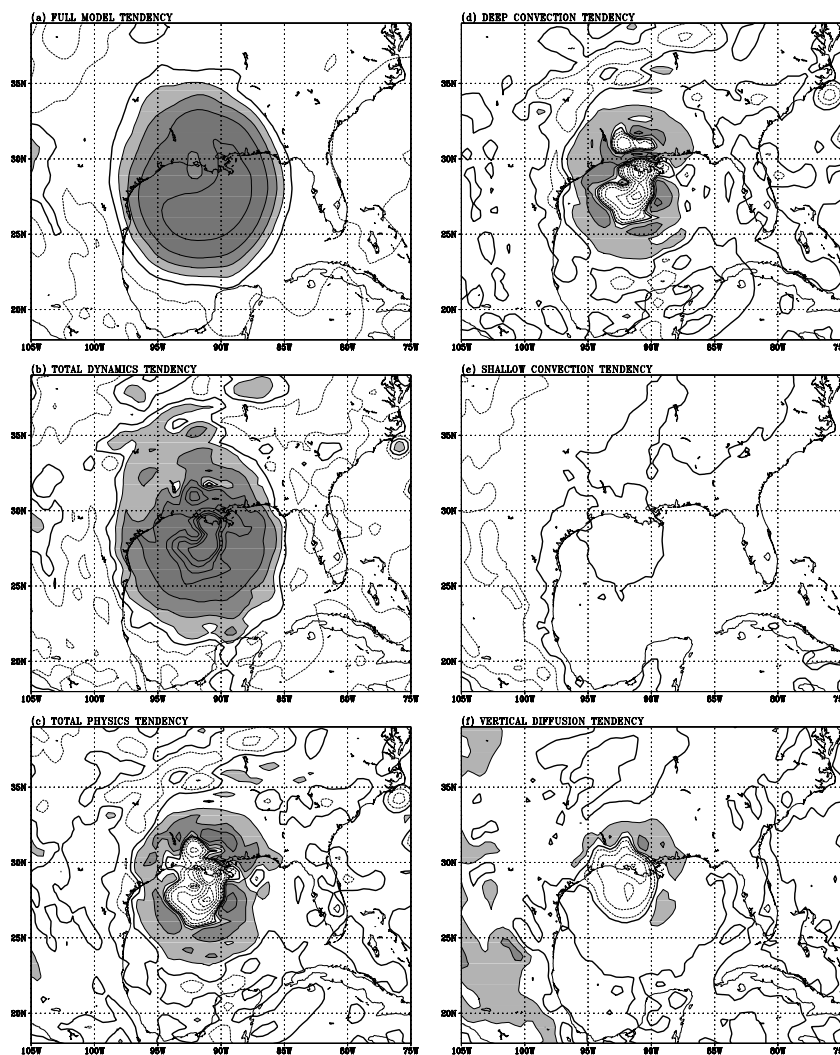 (a) FULL MODEL TENDENCY
35N
30N
25N
20N
105W 100W 95W 90W 85W 80W 75W
(b) TOTAL DYNAMICS TENDENCY
35N
30N
25N
20N
105W 100W 95W 90W 85W 80W 75W
(c) TOTAL PHYSICS TENDENCY
35N
30N
25N
20N
105W 100W 95W 90W 85W 80W 75W
(d) DEEP CONVECTION TENDENCY
35N
30N
25N
20N
105W 100W 95W 90W 85W 80W
(e) SHALLOW CONVECTION TENDENCY
35N
30N
25N
20N
105W 100W 95W 90W 85W 80W
(f) VERTICAL DIFFUSION TENDENCY
35N
30N
25N
20N
105W 100W 95W 90W 85W 80W